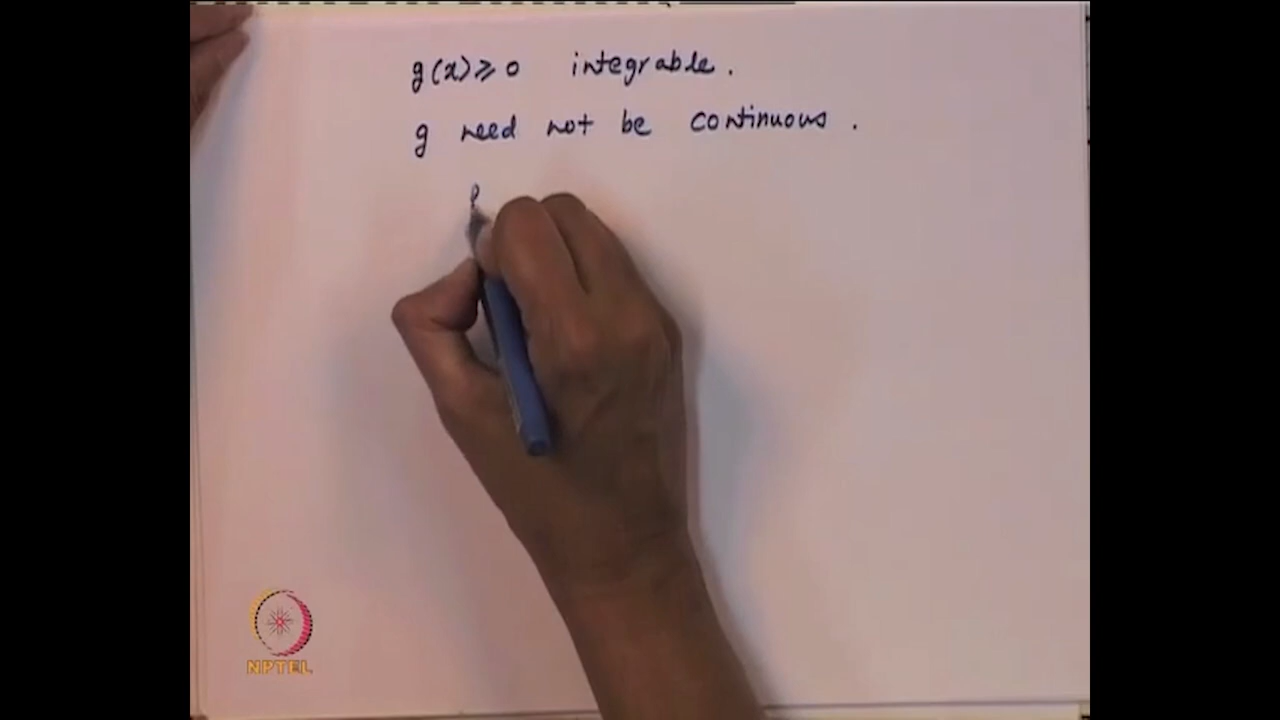 g(x) ⩾ 0 integrable.
g need not be continuous.
NPTEL